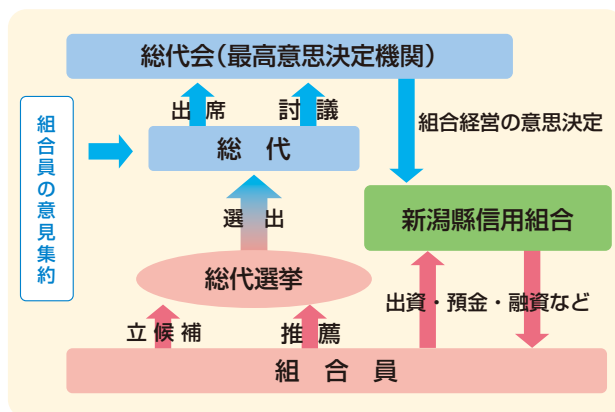 総代会(最高意思決定機関)
出 席
討 議
組合経営の意思決定
組合員の意見集約
総 代
選 出
新潟縣信用組合
総代選挙
出資・預金・融資など
立 候 補
推 薦
組 合 員